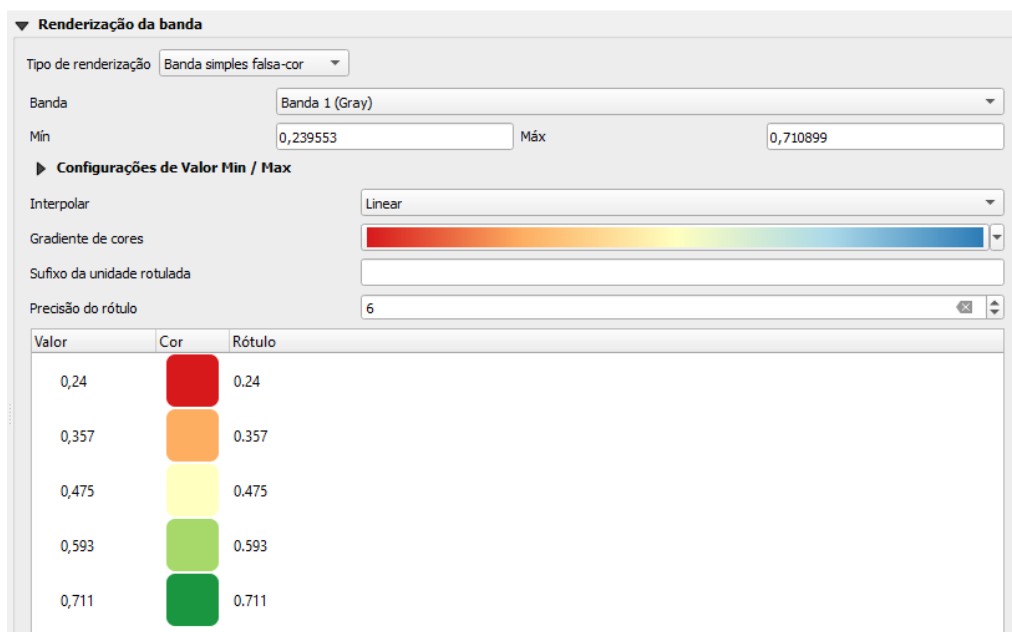 Renderização da banda
Tipo de renderização Banda simples falsa-cor
Banda Banda 1 (Gray)
Mín 0,239553 Máx 0,710899
Configurações de Valor Min / Max
Interpolar Linear
Gradiente de cores
Sufixo da unidade rotulada
Precisão do rótulo 6
Valor Cor Rótulo
0,24 0.24
0,357 0.357
0,475 0.475
0,593 0.593
0,711 0.711